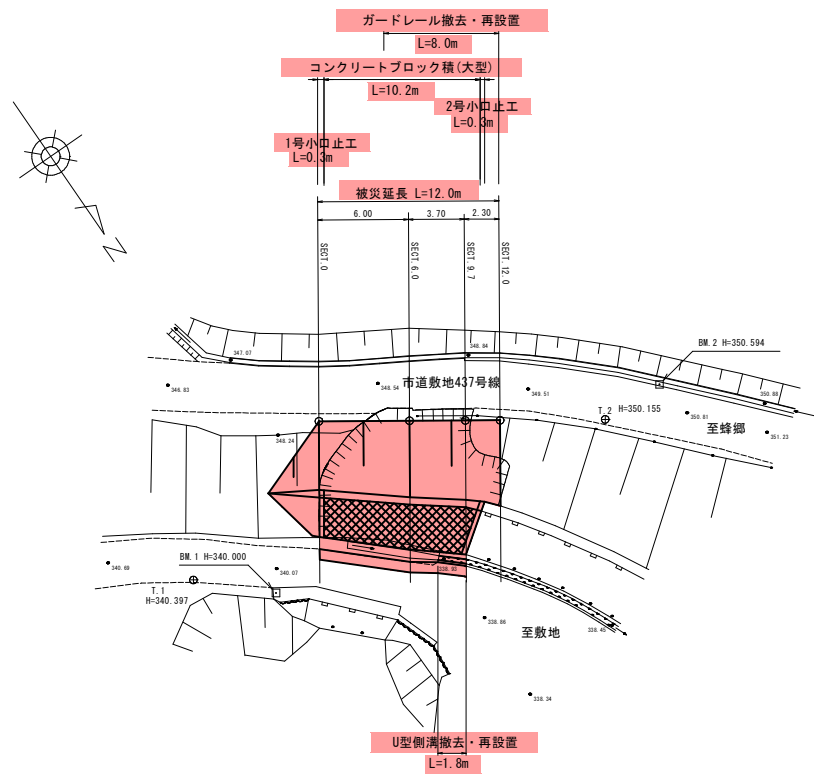 ガードレール撤去・再設置
L=8.0m
コンクリートブロック積(大型)
L=10.2m
2号小口止工
L=0.3m
1号小口止工
L=0.3m
被災延長 L=12.0m
6.00
3.70
2.30
SECT.0
SECT.6.0
SECT.9.7
SECT.12.0
BM.2 H=350.594
347.07
348.84
市道敷地437号線
346.83
348.54
349.51
350.88
T.2 H=350.155
350.81
至蜂郷
351.23
348.24
BM.1 H=340.000
340.69
340.07
338.93
T.1
H=340.397
338.86
至敷地
338.45
338.34
U型側溝撤去・再設置
L=1.8m